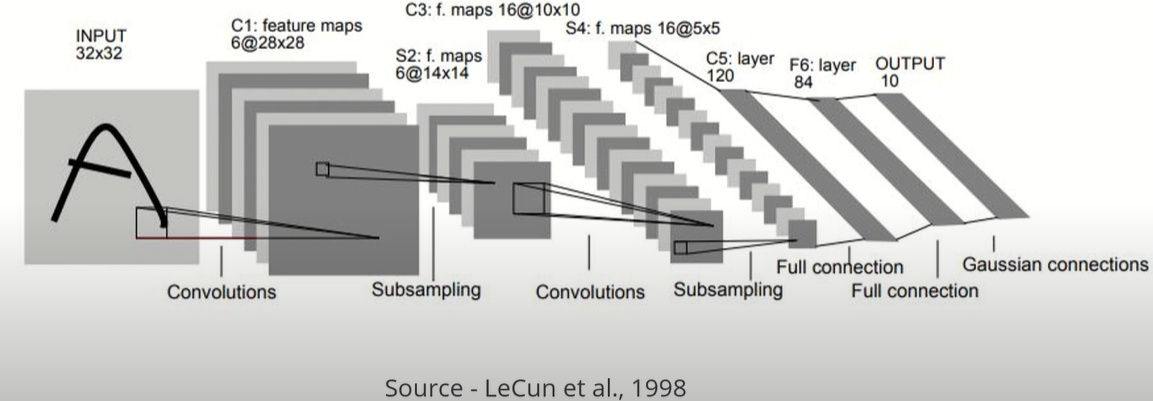 INPUT
32x32
C1: feature maps
6@28x28
S2: f. maps
6@14x14
C3: f. maps 16@10x10
S4: f. maps 16@5x5
C5: layer
120
F6: layer
84
OUTPUT
10
Convolutions
Subsampling
Convolutions
Subsampling
Full connection
Full connection
Gaussian connections
A
Source - LeCun et al., 1998